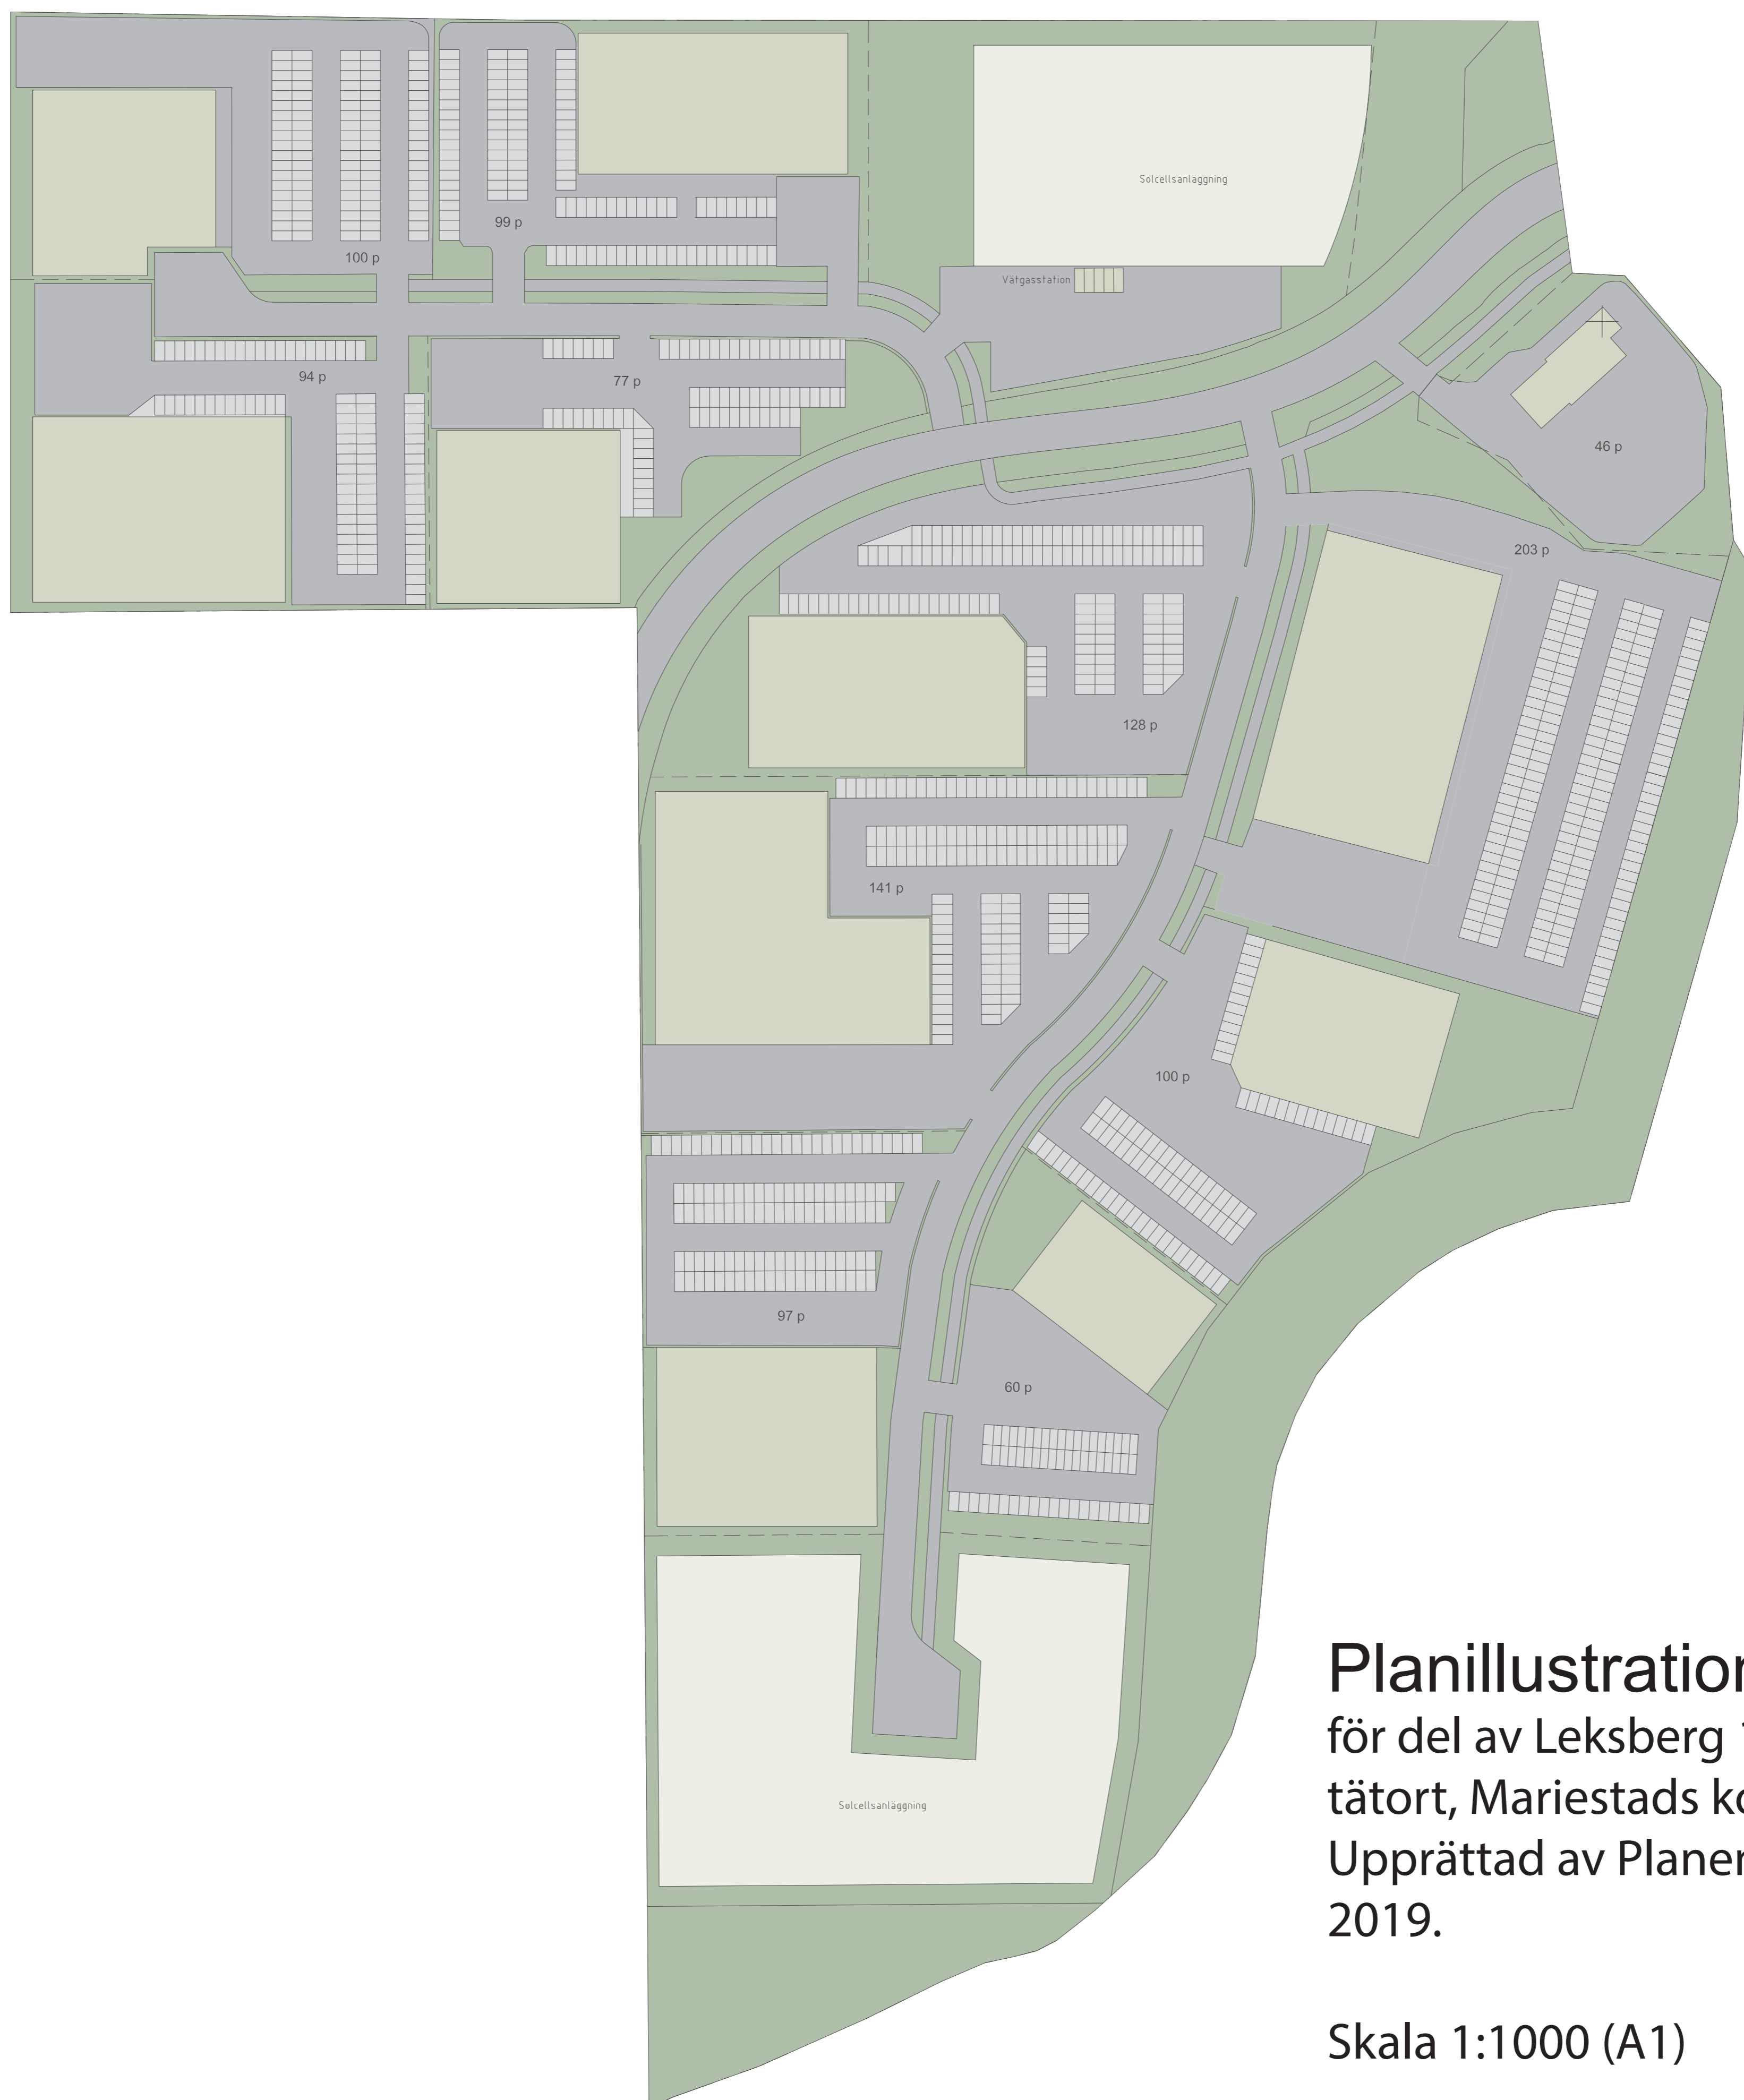 Solcellsanläggning
99 p
100 p
Vätgasstation
94 p
77 p
46 p
203 p
128 p
141 p
100 p
97 p
60 p
Solcellsanläggning
Planillustration
för del av Leksberg
tätort, Mariestads
Upprättad av
2019.
Skala 1:1000 (A1)